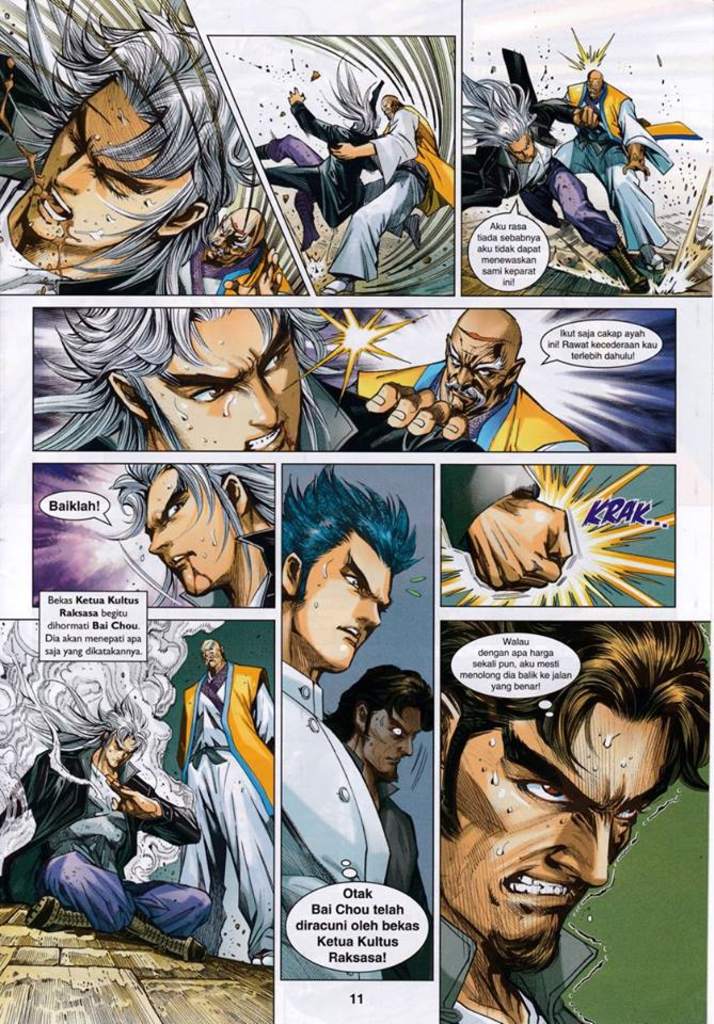 Aku rasa
tiada sebabnya
aku tidak dapat
menewaskan
sami keparat
ini!
Ikut saja cakap ayah
ini! Rawat kecederaan kau
terlebih dahulu!
Baiklah!
KRAK...
Bekas Ketua Kultus
Raksasa begitu
dihormati Bai Chou.
Dia akan menepati apa
saja yang dikatakannya.
Walau
dengan apa harga
sekali pun, aku mesti
menolong dia balik ke jalan
yang benar!
Otak
Bai Chou telah
diracuni oleh bekas
Ketua Kultus
Raksasa!
11